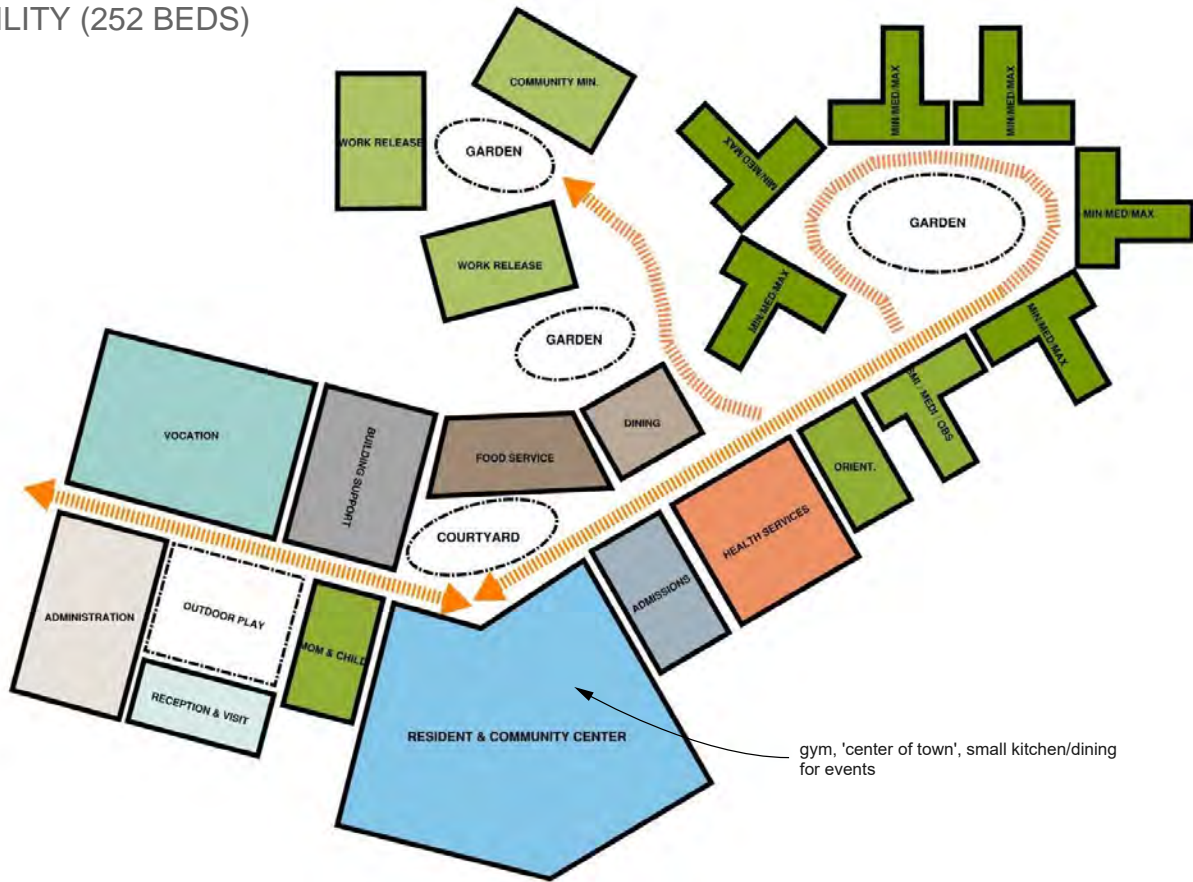 ILITY (252 BEDS)
COMMUNITY MIN.
WORK RELEASE
GARDEN
MIN/MED/MAX
MIN/MED/MAX
MIN/MED/MAX
MIN/MED/MAX
GARDEN
WORK RELEASE
MIN/MED/MAX
GARDEN
MIN/MED/MAX
SMI / MEDI / OBS
DINING
VOCATION
BUILDING SUPPORT
FOOD SERVICE
ORIENT.
HEALTH SERVICES
COURTYARD
ADMISSIONS
ADMINISTRATION
OUTDOOR PLAY
MOM & CHILD
RECEPTION & VISIT
RESIDENT & COMMUNITY CENTER
gym, 'center of town', small kitchen/dining
for events